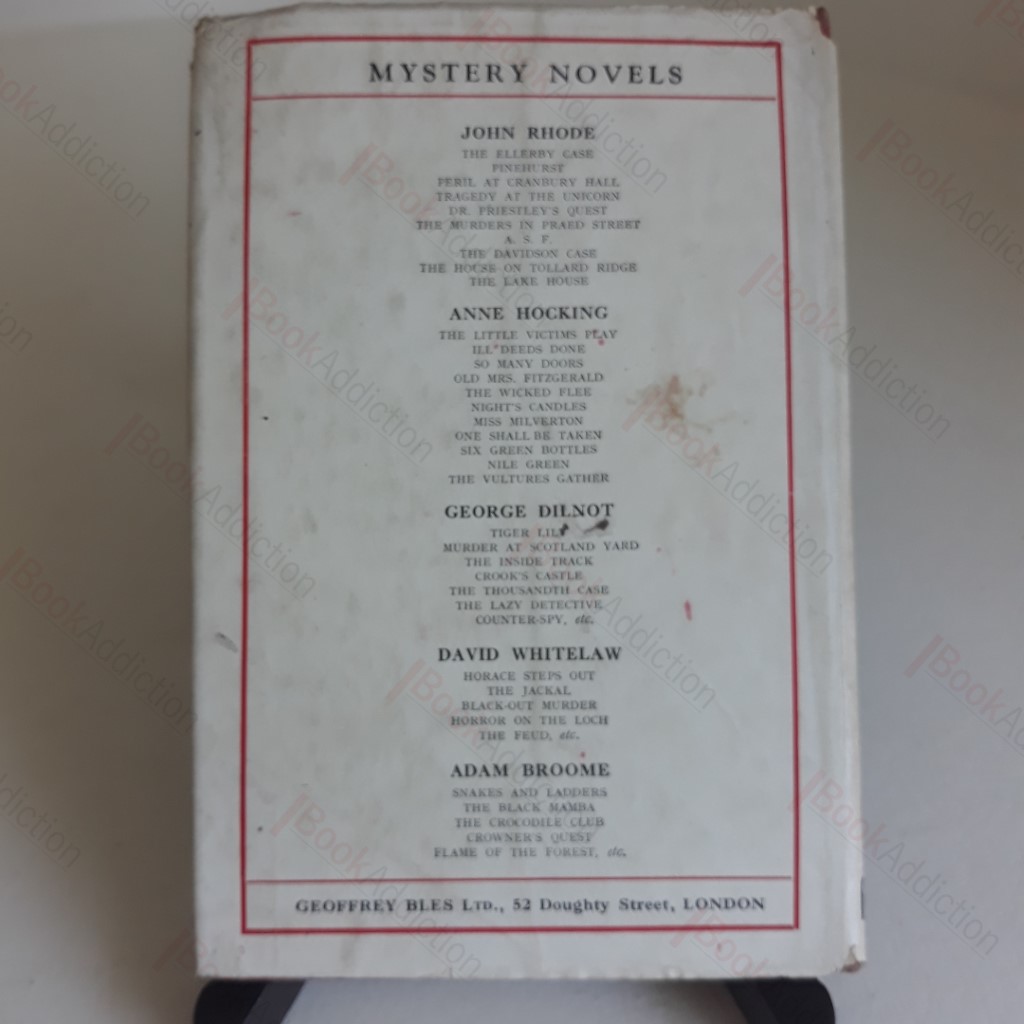 MYSTERY NOVELS
JOHN RHODE
THE ELLERBY CASE
PINEHURST
PERIL AT CRANBURY HALL
TRAGEDY AT THE UNICORN
DR. PRIESTLEY'S QUEST
THE MURDERS IN PRAED STREET
A. S. F.
THE DAVIDSON CASE
THE HOUSE ON TOLLARD RIDGE
THE LAKE HOUSE
ANNE HOCKING
THE LITTLE VICTIMS PLAY
ILL DEEDS DONE
SO MANY DOORS
OLD MRS. FITZGERALD
THE WICKED FLEE
NIGHT'S CANDLES
MISS MILVERTON
ONE SHALL BE TAKEN
SIX GREEN BOTTLES
NILE GREEN
THE VULTURES GATHER
GEORGE DILNOT
TIGER LILY
MURDER AT SCOTLAND YARD
THE INSIDE TRACK
CROOK'S CASTLE
THE THOUSANDTH CASE
THE LAZY DETECTIVE
COUNTER-SPY, etc.
DAVID WHITELAW
HORACE STEPS OUT
THE JACKAL
BLACK-OUT MURDER
HORROR ON THE LOCH
THE FEUD, etc.
ADAM BROOME
SNAKES AND LADDERS
THE BLACK MAMBA
THE CROCODILE CLUB
CROWNER'S QUEST
FLAME OF THE FOREST, etc.
GEOFFREY BLES LTD., 52 Doughty Street, LONDON
BookAddiction